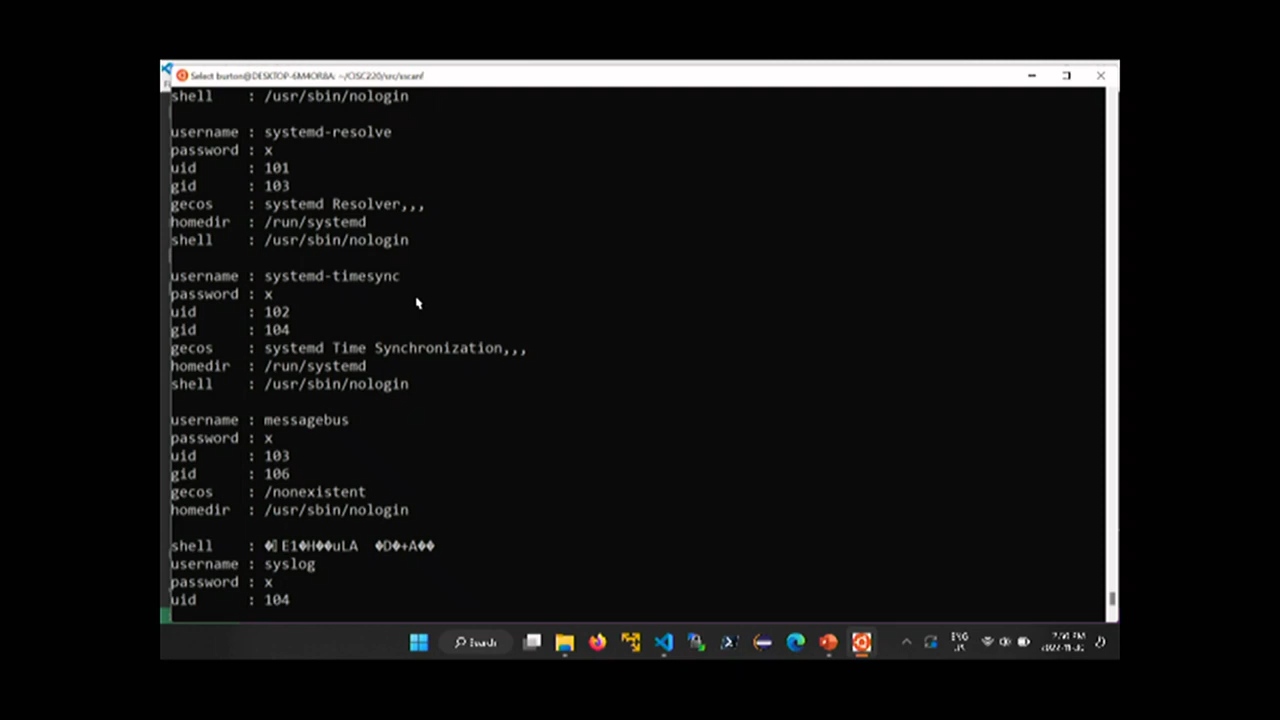 Select burton@DESKTOP-6M4OR8A: ~/OSC220/src/sscanf
shell : /usr/sbin/nologin
username : systemd-resolve
password : x
uid : 101
gid : 103
gecos : systemd Resolver,,,
homedir : /run/systemd
shell : /usr/sbin/nologin
username : systemd-timesync
password : x
uid : 102
gid : 104
gecos : systemd Time Synchronization,,,
homedir : /run/systemd
shell : /usr/sbin/nologin
username : messagebus
password : x
uid : 103
gid : 106
gecos : /nonexistent
homedir : /usr/sbin/nologin
shell : �E1�H��uLA �D�+A��
username : syslog
password : x
uid : 104
Search
ENG